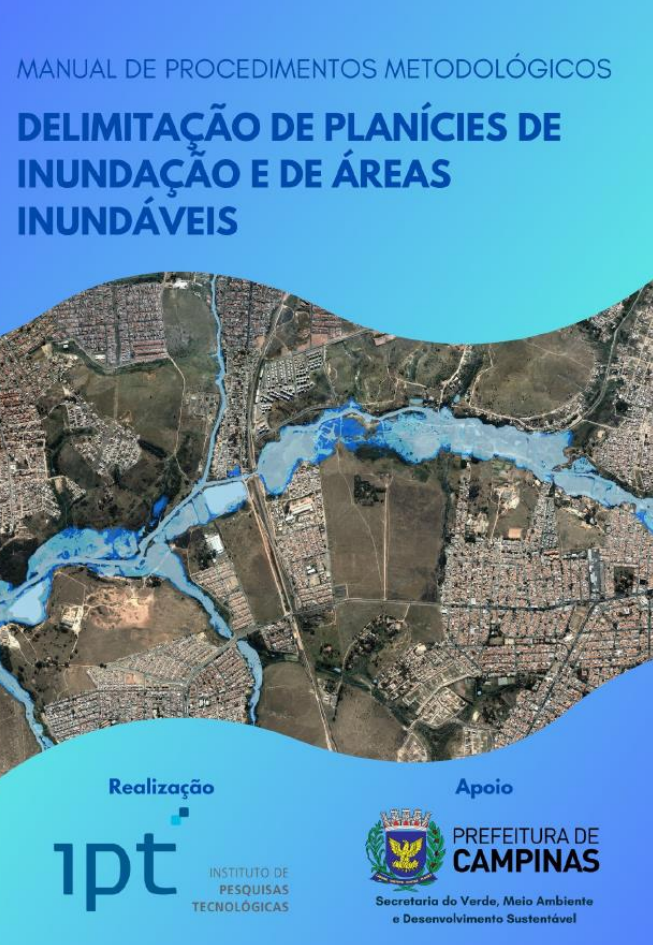 MANUAL DE PROCEDIMENTOS METODOLÓGICOS
DELIMITAÇÃO DE PLANÍCIES DE
INUNDAÇÃO E DE ÁREAS
INUNDÁVEIS
Realização
ipt
INSTITUTO DE
PESQUISAS
TECNOLÓGICAS
Apoio
PREFEITURA DE
CAMPINAS
Secretaria do Verde, Meio Ambiente
e Desenvolvimento Sustentável